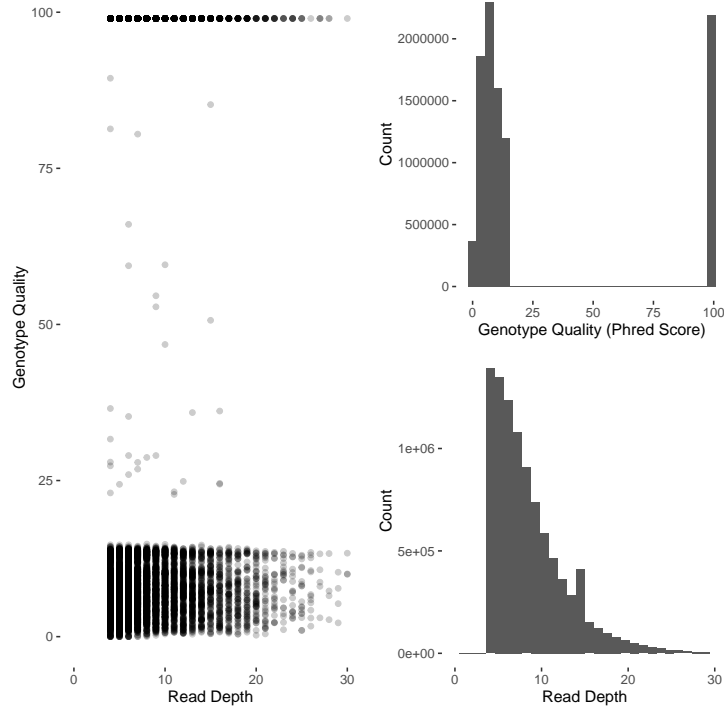 100
75
50
25
0
Genotype Quality
0
10
20
30
Read Depth
2000000
1500000
1000000
500000
0
Count
0
25
50
75
100
Genotype Quality (Phred Score)
1e+06
5e+05
0e+00
Count
0
10
20
30
Read Depth